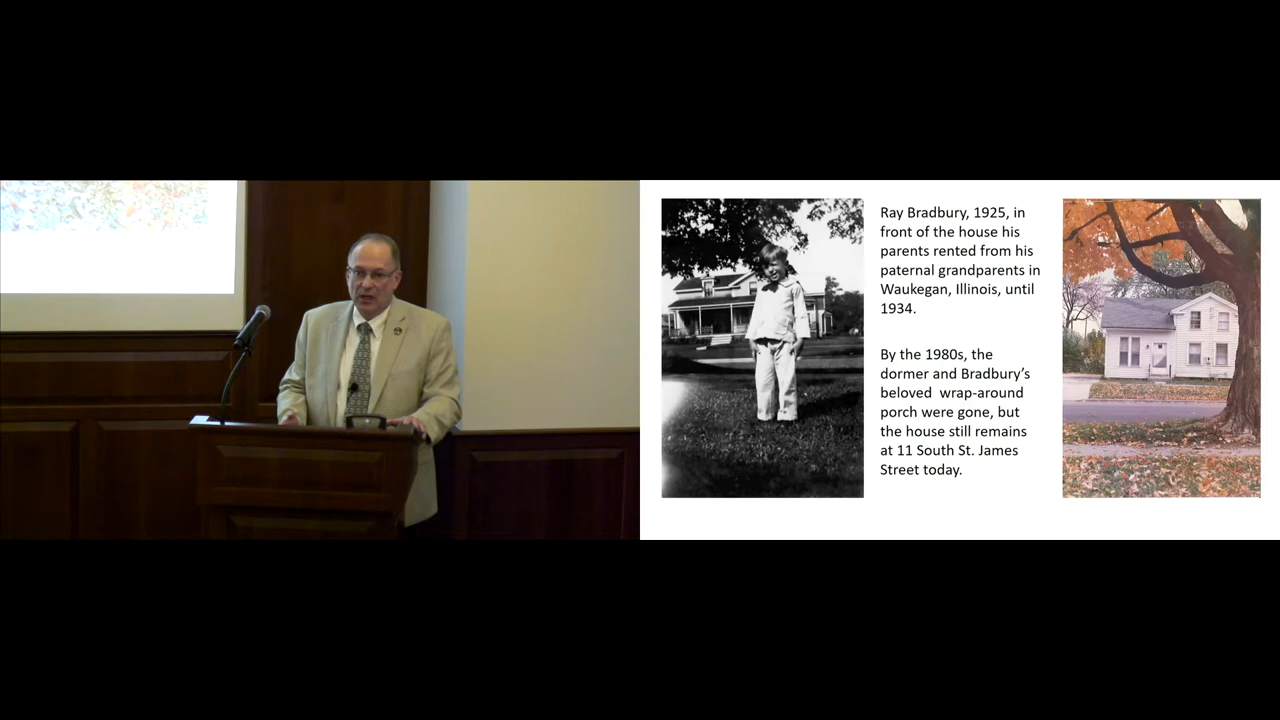 Ray Bradbury, 1925, in
front of the house his
parents rented from his
paternal grandparents in
Waukegan, Illinois, until
1934.
By the 1980s, the
dormer and Bradbury’s
beloved  wrap-around
porch were gone, but
the house still remains
at 11 South St. James
Street today.